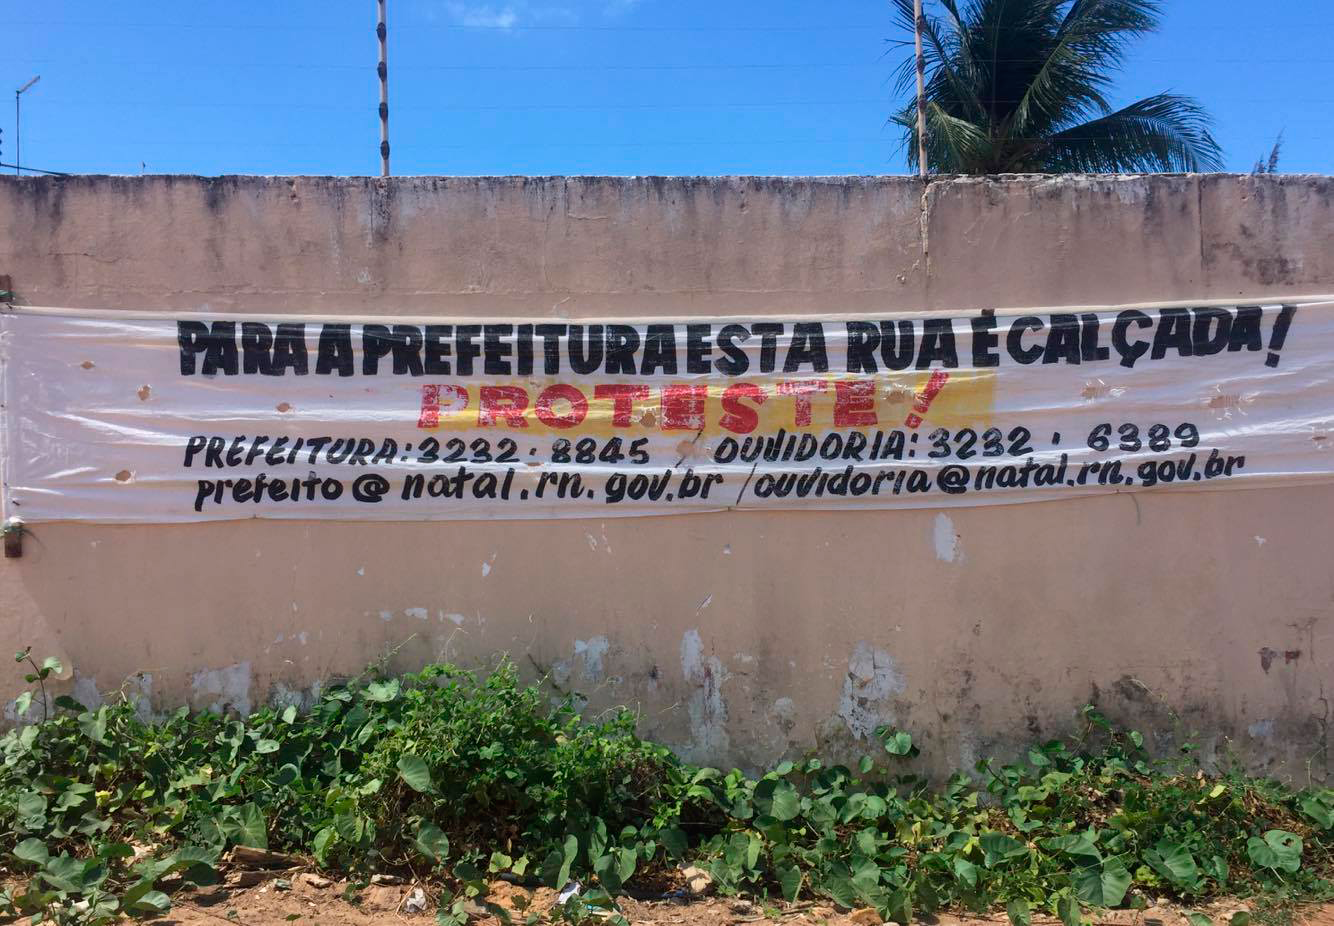 PARA A PREFEITURA ESTA RUA É CALÇADA!
PROTESTE!
PREFEITURA: 3232 · 8845 / OUVIDORIA: 3232 · 6389
prefeito@natal.rn.gov.br / ouvidoria@natal.rn.gov.br